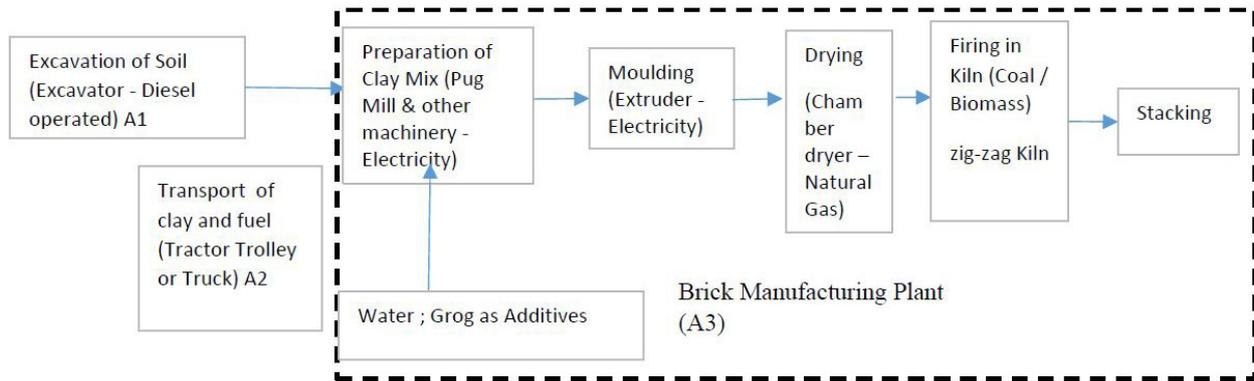 Excavation of Soil
(Excavator - Diesel
operated) A1
Transport of
clay and fuel
(Tractor Trolley
or Truck) A2
Preparation of
Clay Mix (Pug
Mill & other
machinery -
Electricity)
Water ; Grog as Additives
Moulding
(Extruder -
Electricity)
Drying
(Cham
ber
dryer –
Natural
Gas)
Firing in
Kiln (Coal /
Biomass)
zig-zag Kiln
Stacking
Brick Manufacturing Plant
(A3)